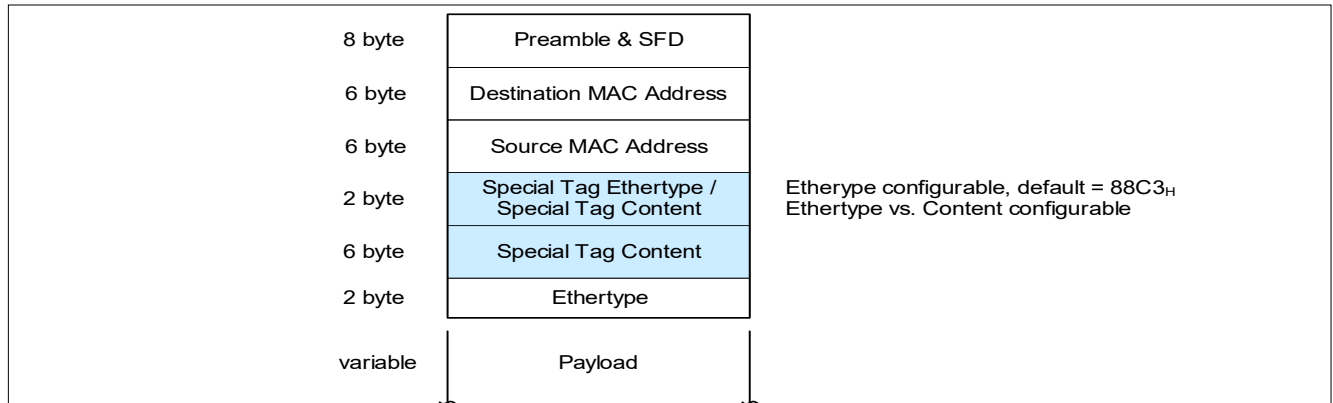 8 byte Preamble & SFD
6 byte Destination MAC Address
6 byte Source MAC Address
2 byte Special Tag Ethertype /
Special Tag Content
Etherype configurable, default = 88C3H
Ethertype vs. Content configurable
6 byte Special Tag Content
2 byte Ethertype
variable Payload